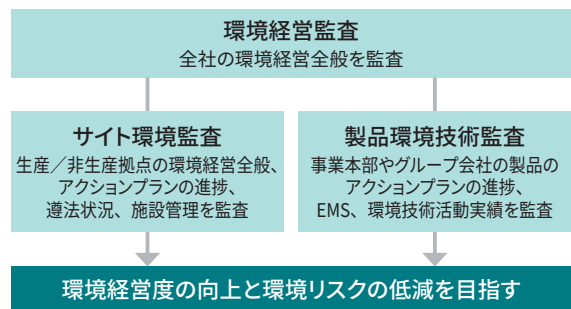 環境経営監査
全社の環境経営全般を監査
サイト環境監査
生産／非生産拠点の環境経営全般、
アクションプランの進捗、
遵法状況、施設管理を監査
製品環境技術監査
事業本部やグループ会社の製品の
アクションプランの進捗、
EMS、環境技術活動実績を監査
環境経営度の向上と環境リスクの低減を目指す